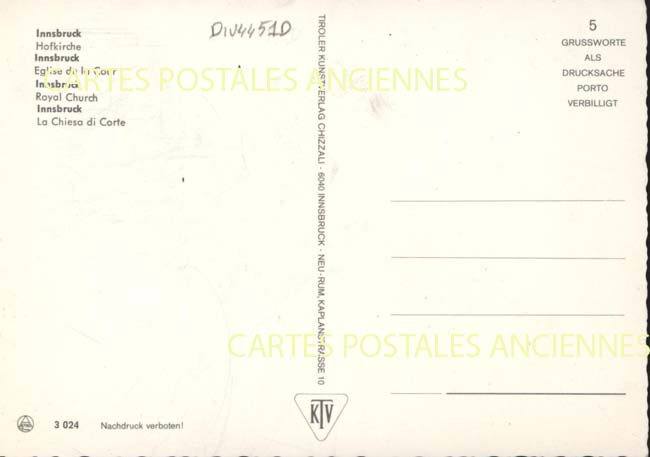 Innsbruck
Hofkirche
Innsbruck
Eglise de la Cour
Innsbruck
Royal Church
Innsbruck
La Chiesa di Corte
DIV4451D
CARTES POSTALES ANCIENNES
TIROLER KUNSTVERLAG CHIZZALI · 6040 INNSBRUCK · NEU-RUM, KAPLANSTRASSE 10
5
GRUSSWORTE
ALS
DRUCKSACHE
PORTO
VERBILLIGT
CARTES POSTALES ANCIENNES
KTV
3 024 Nachdruck verboten!